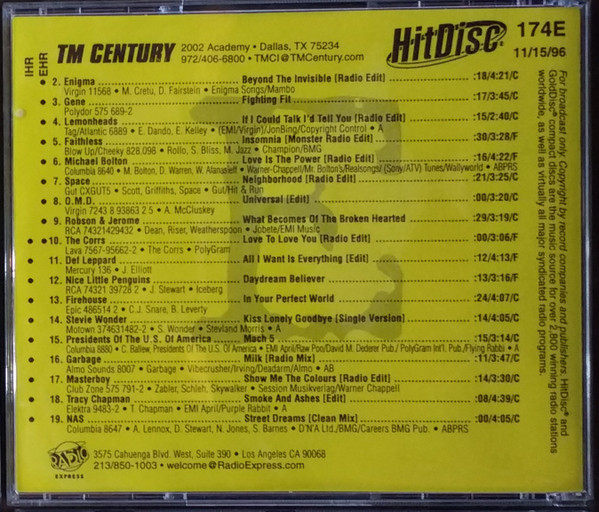 TM CENTURY
2002 Academy • Dallas, TX 75234
972/406-6800 • TMCI@TMCentury.com
HitDisc®
174E
11/15/96
IHR
EHR
• 2. Enigma Beyond The Invisible [Radio Edit] :18/4:21/C
Virgin 11568 • M. Cretu, D. Fairstein • Enigma Songs/Mambo
• 3. Gene Fighting Fit :17/3:45/C
Polydor 575 689-2
• 4. Lemonheads If I Could Talk I'd Tell You [Radio Edit] :15/2:40/C
Tag/Atlantic 6889 • E. Dando, E. Kelley • (EMI/Virgin)/JonBing/Copyright Control • A
• 5. Faithless Insomnia [Monster Radio Edit] :30/3:28/F
Blow Up/Cheeky 828 098 • Rollo, S. Bliss, M. Jazz • Champion/BMG
• 6. Michael Bolton Love Is The Power [Radio Edit] :16/4:22/F
Columbia 8640 • M. Bolton, D. Warren, W. Afanasieff • Warner-Chappell/Mr. Bolton's/Realsongs/ (Sony/ATV) Tunes/Wallyworld • ABPRS
• 7. Space Neighborhood [Radio Edit] :21/3:25/C
Gut CXGUT5 • Scott, Griffiths, Space • Gut/Hit & Run
• 8. O.M.D. Universal [Edit] :00/3:20/C
Virgin 7243 8 93863 2 5 • A. McCluskey
• 9. Robson & Jerome What Becomes Of The Broken Hearted :29/3:19/C
RCA 74321429432 • Dean, Riser, Weatherspoon • Jobete/EMI Music
• •10. The Corrs Love To Love You [Radio Edit] :00/3:06/F
Lava 7567-95662-2 • The Corrs • PolyGram
• 11. Def Leppard All I Want Is Everything [Edit] :12/4:13/F
Mercury 136 • J. Elliott
• 12. Nice Little Penguins Daydream Believer :13/3:16/F
RCA 74321 39728 2 • J. Stewart • Iceberg
• 13. Firehouse In Your Perfect World :24/4:07/C
Epic 486514 2 • C.J. Snare, B. Leverty
• 14. Stevie Wonder Kiss Lonely Goodbye [Single Version] :14/4:05/C
Motown 374631482-2 • S. Wonder • Stevland Morris • A
• 15. Presidents Of The U.S. Of America Mach 5 :15/3:14/C
Columbia 6880 • C. Ballew, Presidents Of The U.S. Of America • EMI April/Raw Poo/David M. Dederer Pub./ PolyGram Int'l. Pub./Flying Rabbi • A
• 16. Garbage Milk [Radio Mix] :11/3:47/C
Almo Sounds 8007 • Garbage • Vibecrusher/Irving/Deadarm/Almo • AB
• 17. Masterboy Show Me The Colours [Radio Edit] :14/3:30/C
Club Zone 575 791-2 • Zabler, Schleh, Skywalker • Session Musikverlag/Warner Chappell
• 18. Tracy Chapman Smoke And Ashes [Edit] :08/4:39/C
Elektra 9483-2 • T. Chapman • EMI April/Purple Rabbit • A
• 19. NAS Street Dreams [Clean Mix] :00/4:05/C
Columbia 8647 • A. Lennox, D. Stewart, N. Jones, S. Barnes • D'N'A Ltd./BMG/Careers BMG Pub. • ABPRS
RADIO
EXPRESS
3575 Cahuenga Blvd. West, Suite 390 • Los Angeles CA 90068
213/850-1003 • welcome@RadioExpress.com
For broadcast only. Copyright by record companies and publishers. HitDisc® and
GoldDisc® compact discs are the music source for over 2,800 winning radio stations
worldwide, as well as virtually all major syndicated radio programs.